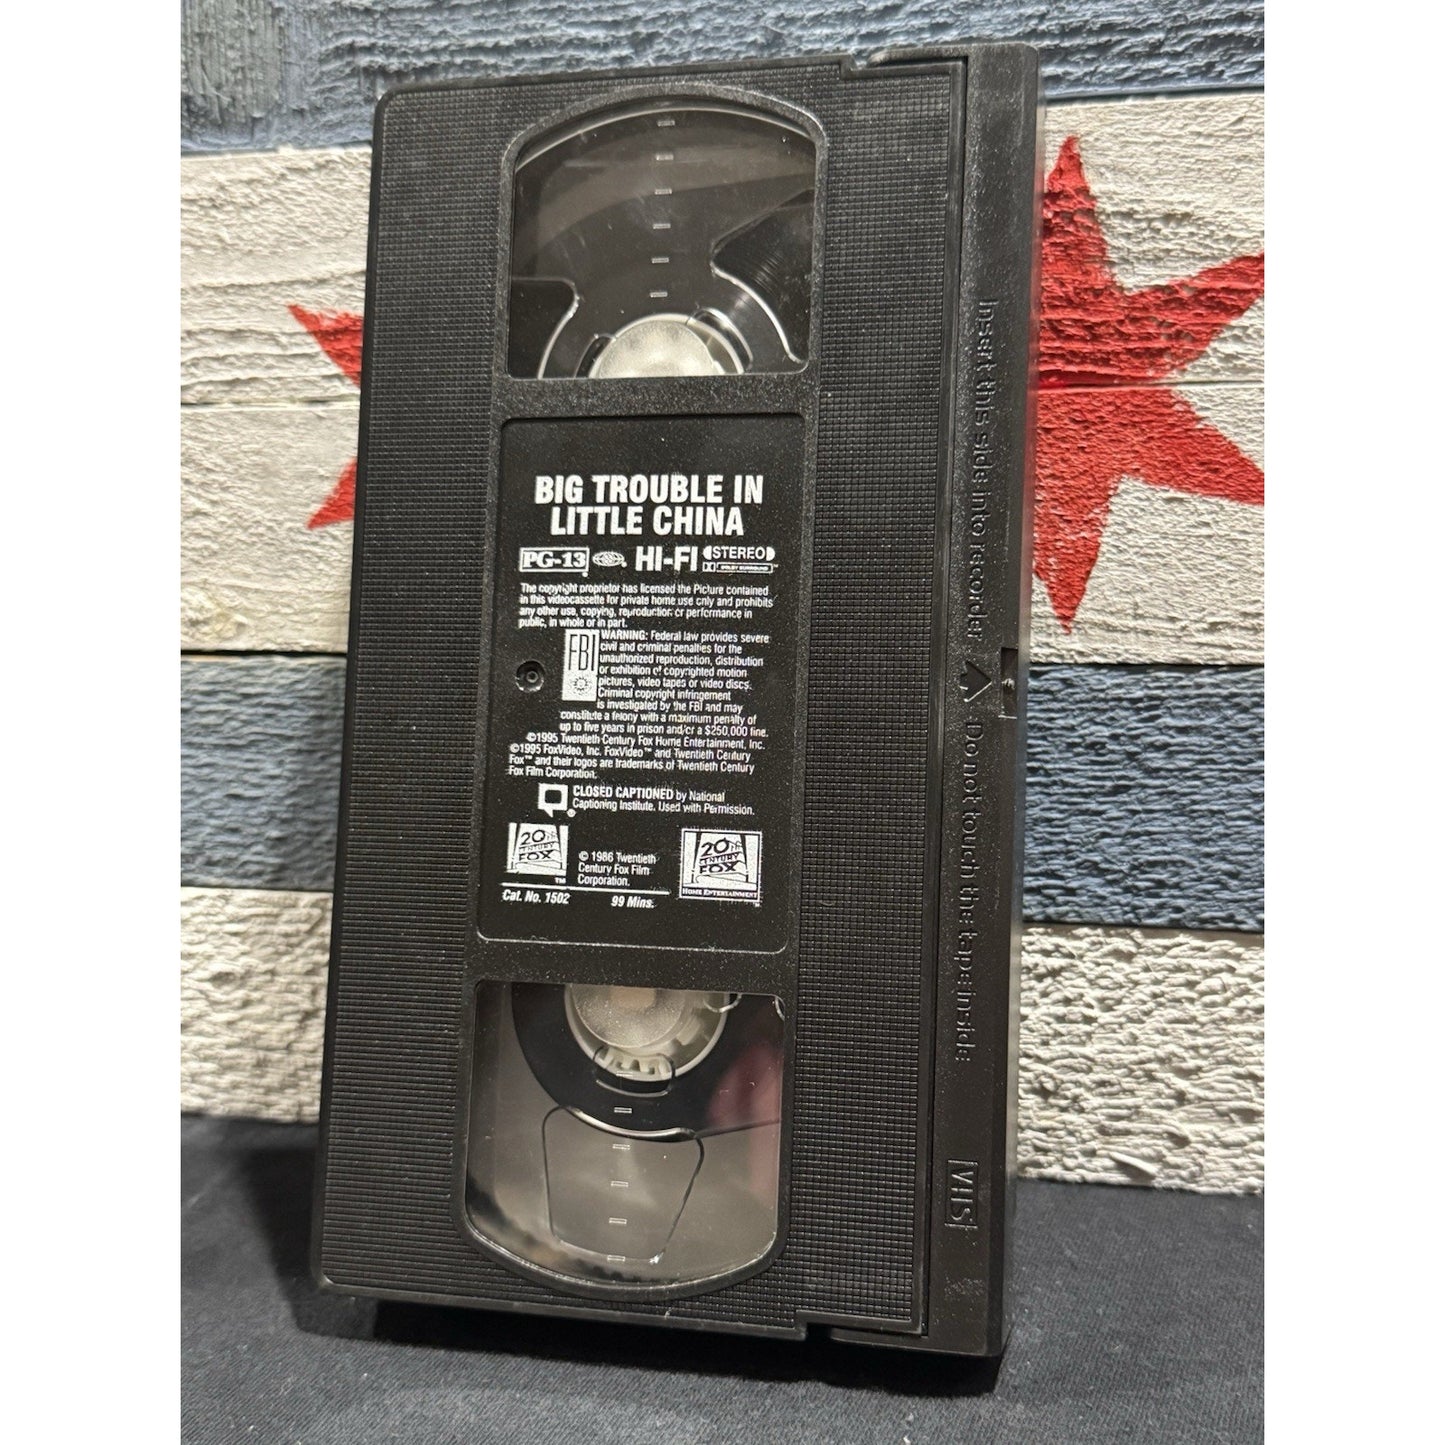 BIG TROUBLE IN
LITTLE CHINA
PG-13 HI-FI STEREO
DOLBY SURROUND™
The copyright proprietor has licensed the Picture contained
in this videocassette for private home use only and prohibits
any other use, copying, reproduction or performance in
public, in whole or in part.
FBI
WARNING: Federal law provides severe
civil and criminal penalties for the
unauthorized reproduction, distribution
or exhibition of copyrighted motion
pictures, video tapes or video discs.
Criminal copyright infringement
is investigated by the FBI and may
constitute a felony with a maximum penalty of
up to five years in prison and/or a $250,000 fine.
©1995 Twentieth Century Fox Home Entertainment, Inc.
©1995 FoxVideo, Inc. FoxVideo™ and Twentieth Century
Fox™ and their logos are trademarks of Twentieth Century
Fox Film Corporation.
CLOSED CAPTIONED by National
Captioning Institute. Used with Permission.
20th
CENTURY
FOX
™
© 1986 Twentieth
Century Fox Film
Corporation.
20th
CENTURY
FOX
HOME ENTERTAINMENT
Cat. No. 1502 99 Mins.
Insert this side into recorder
Do not touch the tape inside
VHS